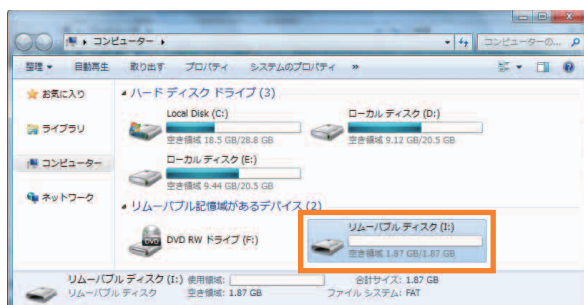 コンピューター
コンピューターの...
整理
自動再生
取り出す
プロパティ
システムのプロパティ
»
お気に入り
ライブラリ
コンピューター
ネットワーク
ハード ディスク ドライブ (3)
Local Disk (C:)
空き領域 18.5 GB/28.8 GB
ローカル ディスク (D:)
空き領域 9.12 GB/20.5 GB
ローカル ディスク (E:)
空き領域 9.44 GB/20.5 GB
リムーバブル記憶域があるデバイス (2)
DVD
DVD RW ドライブ (F:)
リムーバブル ディスク (I:)
空き領域 1.87 GB/1.87 GB
リムーバブル ディスク (I:) 使用領域: 合計サイズ: 1.87 GB
リムーバブル ディスク 空き領域: 1.87 GB ファイル システム: FAT